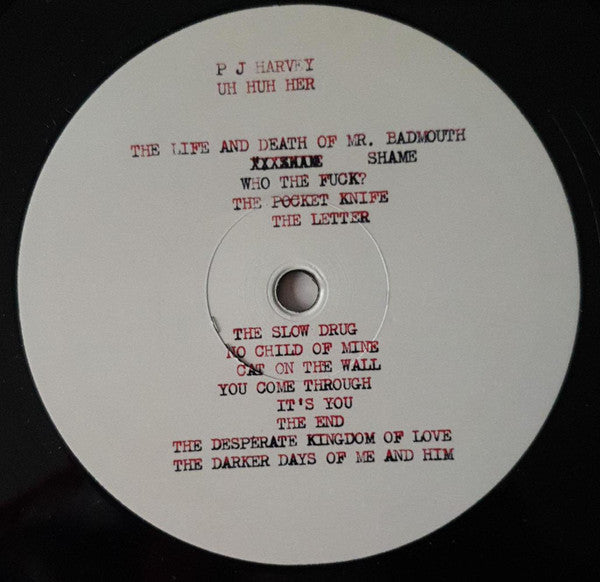 P J HARVEY
UH HUH HER
THE LIFE AND DEATH OF MR. BADMOUTH
XXXSHAME SHAME
WHO THE FUCK?
THE POCKET KNIFE
THE LETTER
THE SLOW DRUG
NO CHILD OF MINE
CAT ON THE WALL
YOU COME THROUGH
IT'S YOU
THE END
THE DESPERATE KINGDOM OF LOVE
THE DARKER DAYS OF ME AND HIM